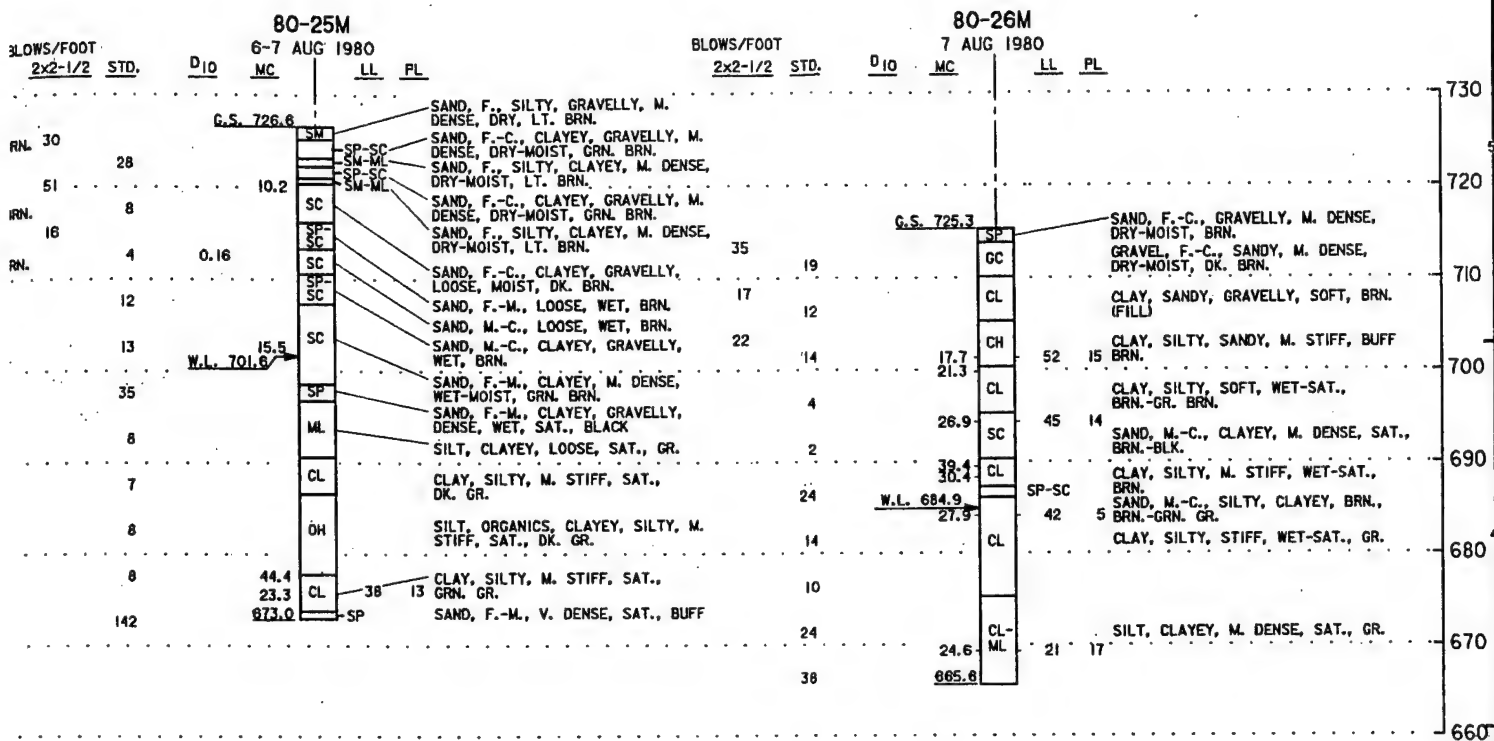 80-25M
6-7 AUG 1980
BLOWS/FOOT
2x2-1/2 STD. D10 MC LL PL
G.S. 726.6
SM
SAND, F., SILTY, GRAVELLY, M.
DENSE, DRY, LT. BRN.
RN. 30
SP-SC
SAND, F.-C., CLAYEY, GRAVELLY, M.
DENSE, DRY-MOIST, GRN. BRN.
28
SM-ML
SAND, F., SILTY, CLAYEY, M. DENSE,
DRY-MOIST, LT. BRN.
SP-SC
51 10.2
SM-ML
SAND, F.-C., CLAYEY, GRAVELLY, M.
DENSE, DRY-MOIST, GRN. BRN.
RN. 8 SC
SAND, F., SILTY, CLAYEY, M. DENSE,
DRY-MOIST, LT. BRN.
16
SP-
SC
RN. 4 0.16 SC
SAND, F.-C., CLAYEY, GRAVELLY,
LOOSE, MOIST, DK. BRN.
SP-
SC
12
SAND, F.-M., LOOSE, WET, BRN.
SAND, M.-C., LOOSE, WET, BRN.
13 15.5 SC
SAND, M.-C., CLAYEY, GRAVELLY,
WET, BRN.
W.L. 701.6
SAND, F.-M., CLAYEY, M. DENSE,
WET-MOIST, GRN. BRN.
35 SP
SAND, F.-M., CLAYEY, GRAVELLY,
DENSE, WET, SAT., BLACK
8 ML
SILT, CLAYEY, LOOSE, SAT., GR.
7 CL
CLAY, SILTY, M. STIFF, SAT.,
DK. GR.
8 OH
SILT, ORGANICS, CLAYEY, SILTY, M.
STIFF, SAT., DK. GR.
8 44.4
23.3 CL 38 13
CLAY, SILTY, M. STIFF, SAT.,
GRN. GR.
142 673.0 SP
SAND, F.-M., V. DENSE, SAT., BUFF
80-26M
7 AUG 1980
BLOWS/FOOT
2x2-1/2 STD. D10 MC LL PL
G.S. 725.3
SP
SAND, F.-C., GRAVELLY, M. DENSE,
DRY-MOIST, BRN.
35 19 GC
GRAVEL, F.-C., SANDY, M. DENSE,
DRY-MOIST, DK. BRN.
17 12 CL
CLAY, SANDY, GRAVELLY, SOFT, BRN.
(FILL)
22 14 CH
17.7 52 15
CLAY, SILTY, SANDY, M. STIFF, BUFF
BRN.
21.3
4 CL
CLAY, SILTY, SOFT, WET-SAT.,
BRN.-GR. BRN.
26.9 45 14
2 SC
SAND, M.-C., CLAYEY, M. DENSE, SAT.,
BRN.-BLK.
39.4
30.4 CL
CLAY, SILTY, M. STIFF, WET-SAT.,
BRN.
24 SP-SC
W.L. 684.9
SAND, M.-C., SILTY, CLAYEY, BRN.,
BRN.-GRN. GR.
27.9 42 5
14 CL
CLAY, SILTY, STIFF, WET-SAT., GR.
10
24 CL-
ML
SILT, CLAYEY, M. DENSE, SAT., GR.
24.6 21 17
38 665.6
730
720
710
700
690
680
670
660